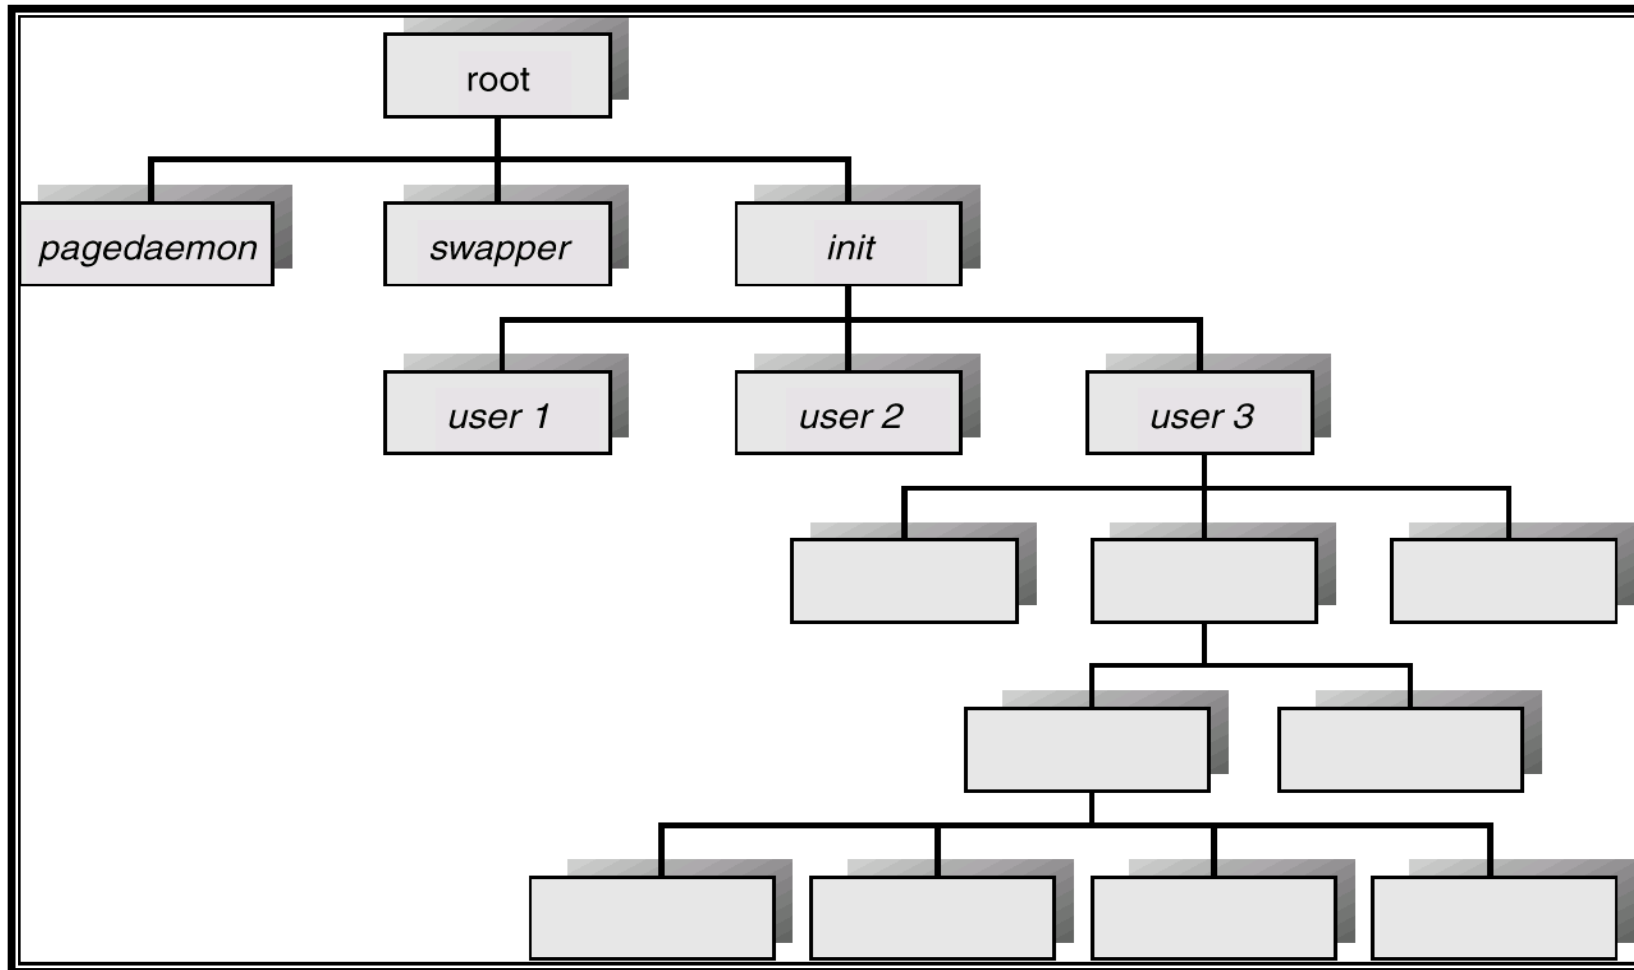 root
pagedaemon
swapper
init
user 1
user 2
user 3